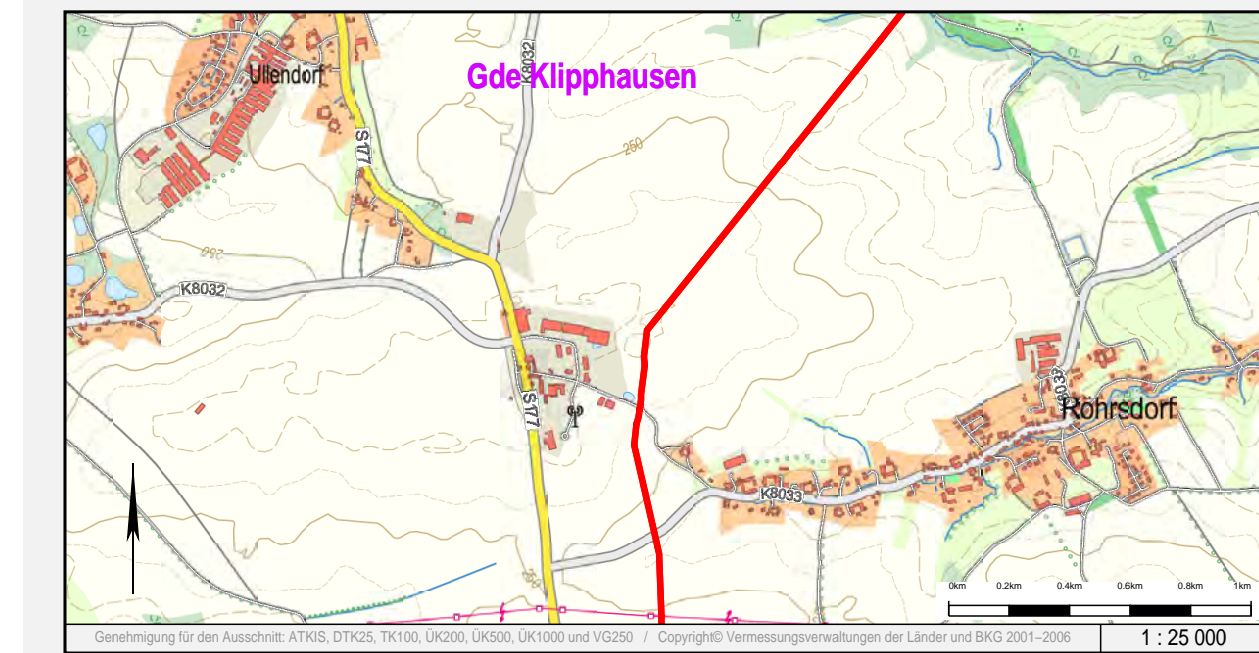 Gde Klipphausen
K8032
Ullendorf
S177
250
250
K8032
S177
K8033
Röhrsdorf
K8033
0km 0.2km 0.4km 0.6km 0.8km 1km
Genehmigung für den Ausschnitt: ATKIS, DTK25, TK100, ÜK200, ÜK500, ÜK1000 und VG250 / Copyright© Vermessungsverwaltungen der Länder und BKG 2001–2006
1 : 25 000